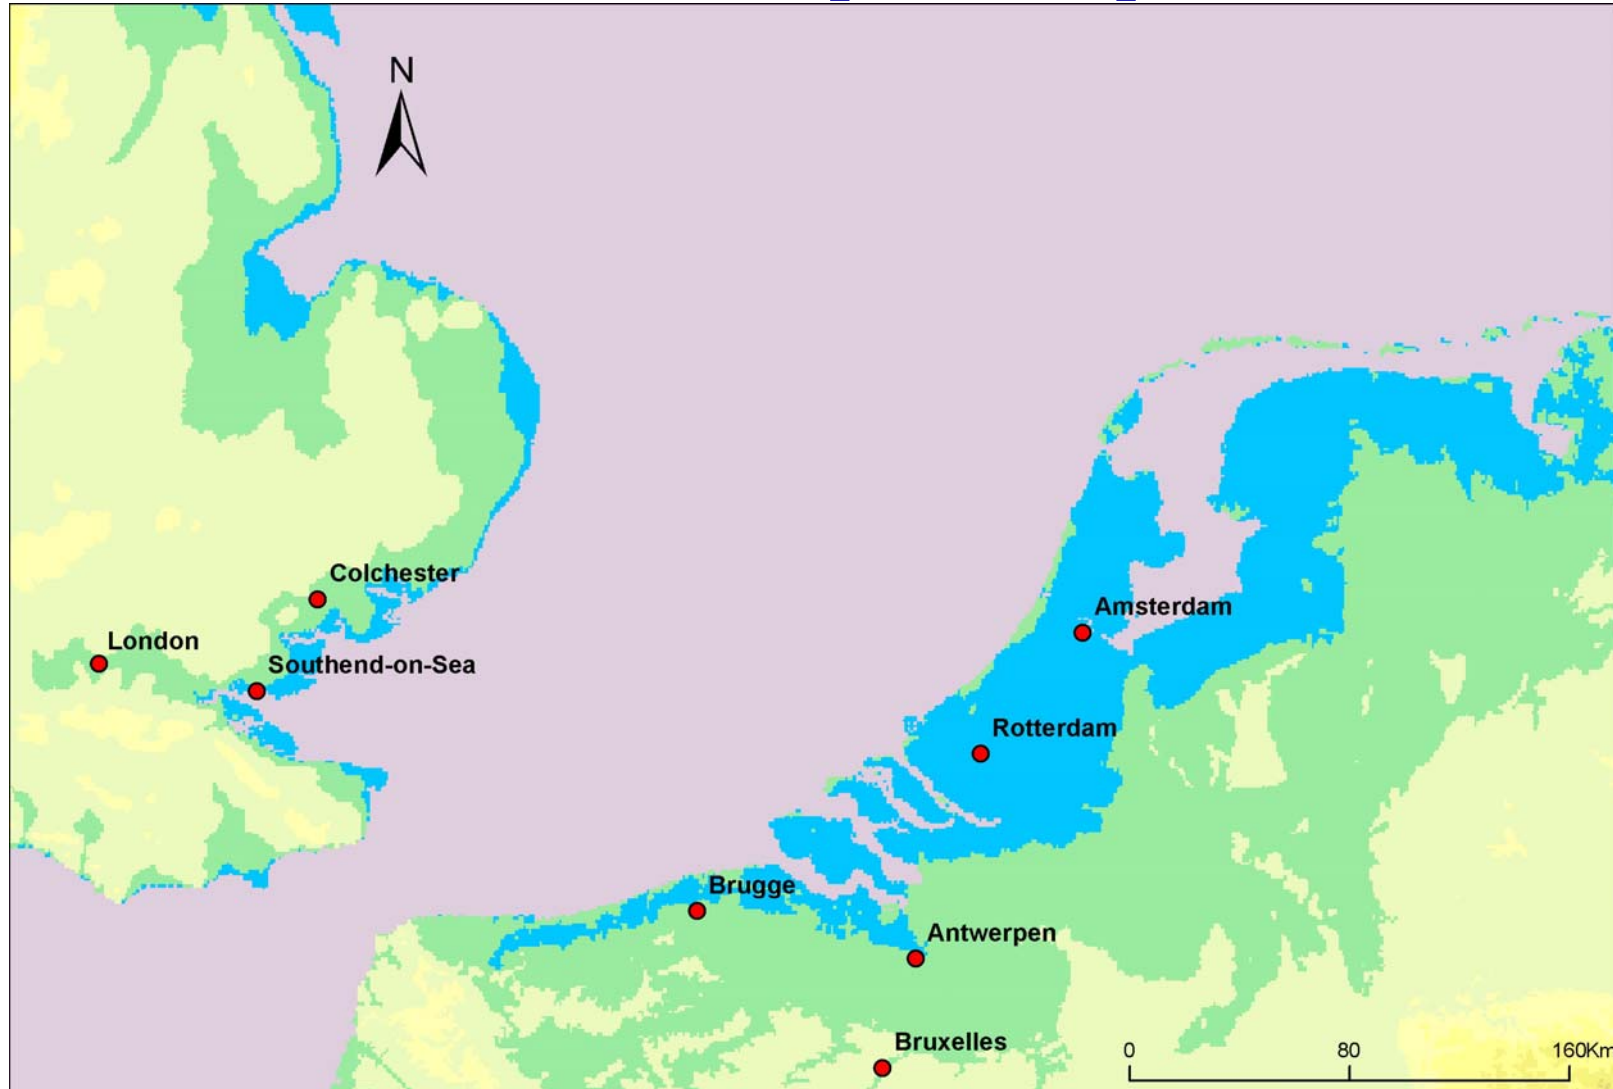 N
Colchester
London
Southend-on-Sea
Amsterdam
Rotterdam
Brugge
Antwerpen
Bruxelles
0 80 160Km